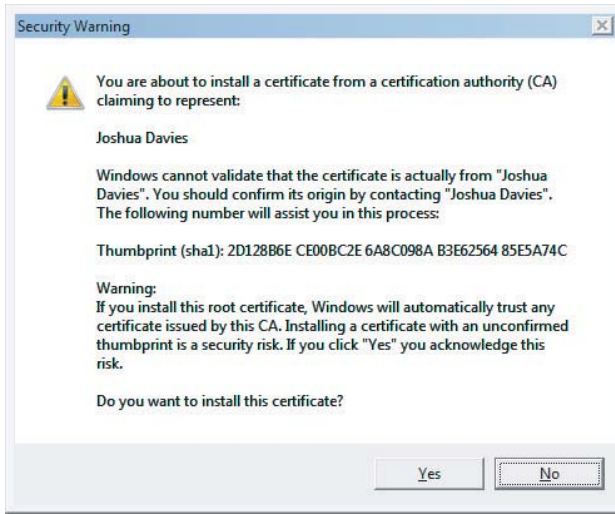 Security Warning
You are about to install a certificate from a certification authority (CA)
claiming to represent:
Joshua Davies
Windows cannot validate that the certificate is actually from "Joshua
Davies". You should confirm its origin by contacting "Joshua Davies".
The following number will assist you in this process:
Thumbprint (sha1): 2D128B6E CE00BC2E 6A8C098A B3E62564 85E5A74C
Warning:
If you install this root certificate, Windows will automatically trust any
certificate issued by this CA. Installing a certificate with an unconfirmed
thumbprint is a security risk. If you click "Yes" you acknowledge this
risk.
Do you want to install this certificate?
Yes
No